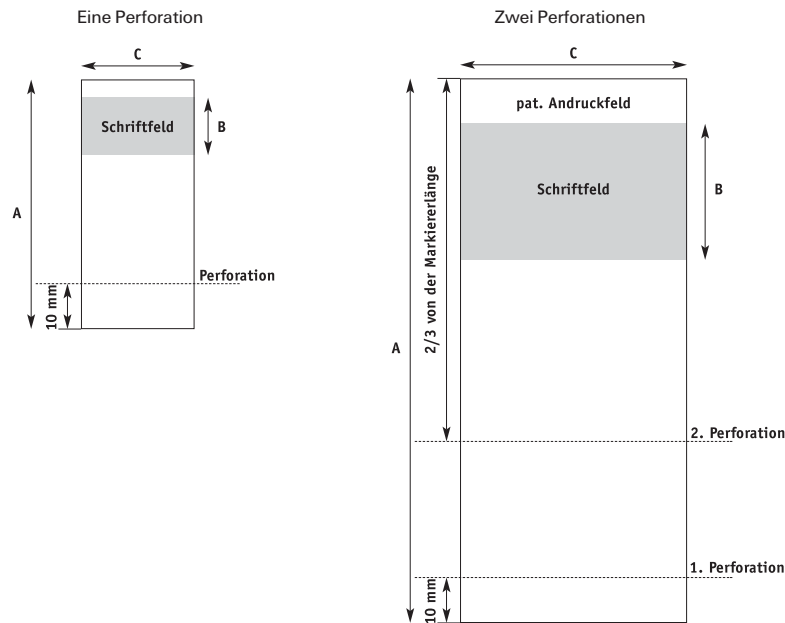 Eine Perforation
C
Schriftfeld
B
A
Perforation
10 mm
Zwei Perforationen
C
pat. Andruckfeld
Schriftfeld
B
2/3 von der Markiererlänge
A
2. Perforation
1. Perforation
10 mm